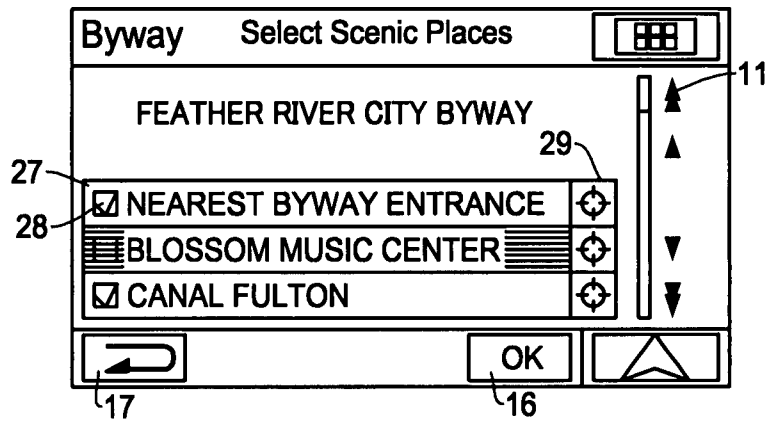 Byway Select Scenic Places
11
FEATHER RIVER CITY BYWAY
29
27
NEAREST BYWAY ENTRANCE
28
BLOSSOM MUSIC CENTER
CANAL FULTON
OK
17
16